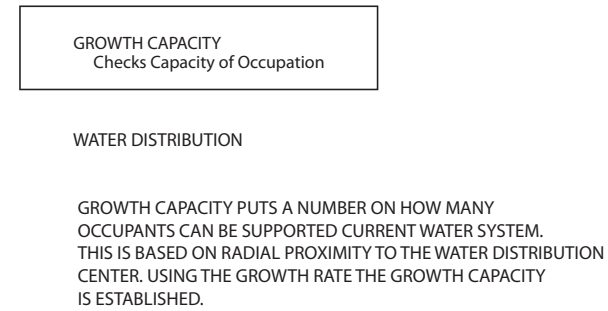 GROWTH CAPACITY
Checks Capacity of Occupation
WATER DISTRIBUTION
GROWTH CAPACITY PUTS A NUMBER ON HOW MANY
OCCUPANTS CAN BE SUPPORTED CURRENT WATER SYSTEM.
THIS IS BASED ON RADIAL PROXIMITY TO THE WATER DISTRIBUTION
CENTER. USING THE GROWTH RATE THE GROWTH CAPACITY
IS ESTABLISHED.